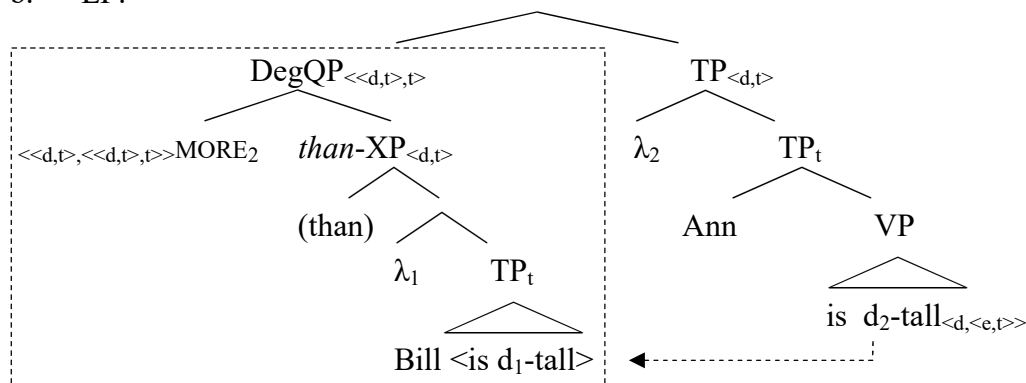 b. LF:
DegQP<<d,t>,t> TP<d,t>
<<d,t>,<<d,t>,t>>MORE2 than-XP<d,t> λ2 TPt
(than) Ann VP
λ1 TPt
is d2-tall<d,<e,t>>
Bill <is d1-tall>